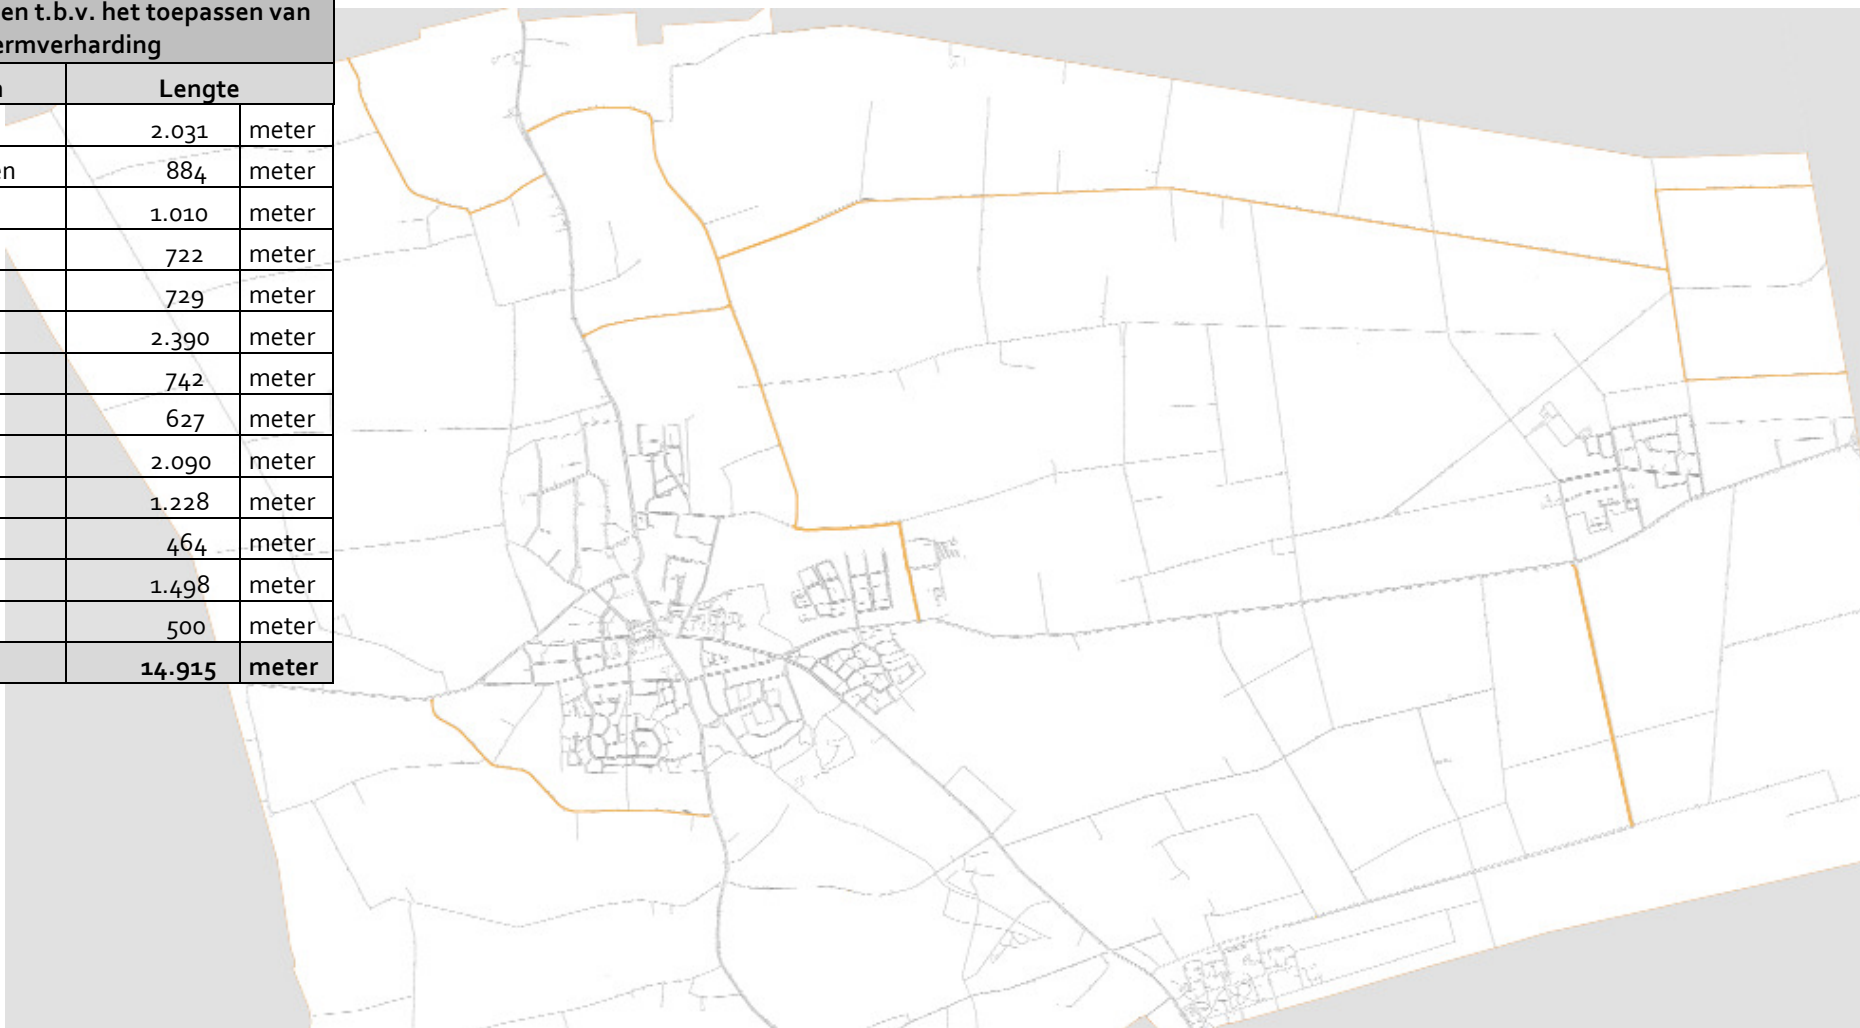 en t.b.v. het toepassen van
ermverharding
Lengte
2.031 meter
en 884 meter
1.010 meter
722 meter
729 meter
2.390 meter
742 meter
627 meter
2.090 meter
1.228 meter
464 meter
1.498 meter
500 meter
14.915 meter